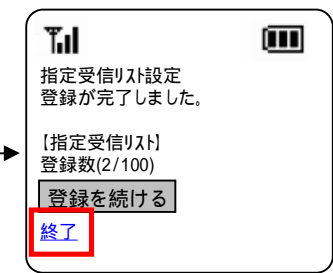 指定受信ﾘｽﾄ設定
登録が完了しました。
【指定受信ﾘｽﾄ】
登録数(2/100)
登録を続ける
終了